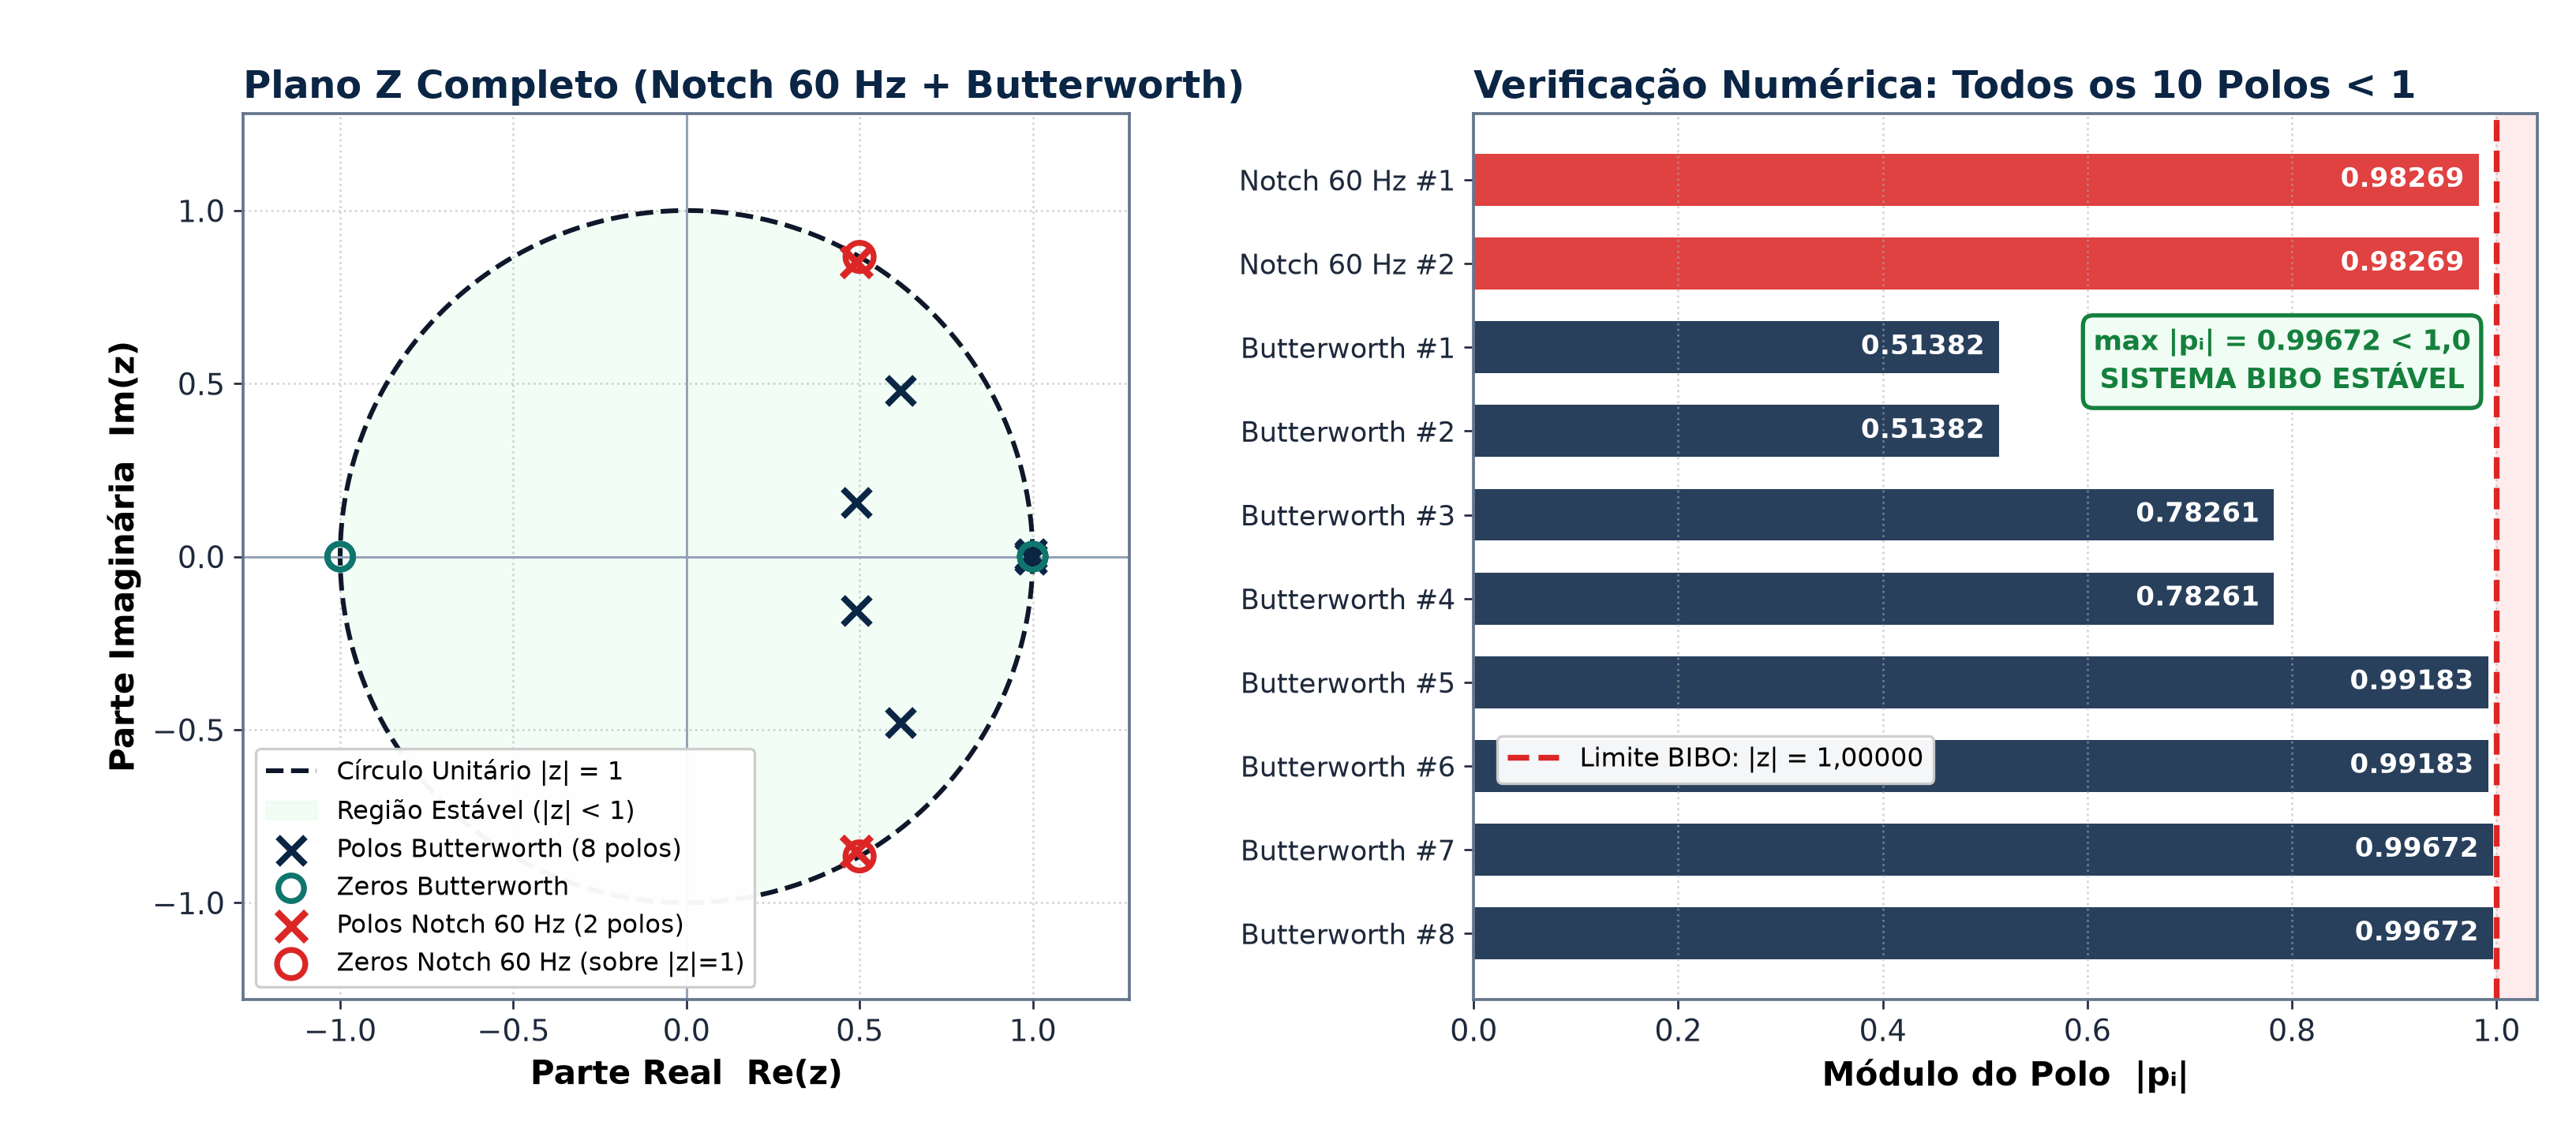 Plano Z Completo (Notch 60 Hz + Butterworth)
Parte Imaginária Im(z)
1.0
0.5
0.0
−0.5
−1.0
Círculo Unitário |z| = 1
Região Estável (|z| < 1)
Polos Butterworth (8 polos)
Zeros Butterworth
Polos Notch 60 Hz (2 polos)
Zeros Notch 60 Hz (sobre |z|=1)
−1.0 −0.5 0.0 0.5 1.0
Parte Real Re(z)
Verificação Numérica: Todos os 10 Polos < 1
Notch 60 Hz #1 0.98269
Notch 60 Hz #2 0.98269
Butterworth #1 0.51382
max |pᵢ| = 0.99672 < 1,0
SISTEMA BIBO ESTÁVEL
Butterworth #2 0.51382
Butterworth #3 0.78261
Butterworth #4 0.78261
Butterworth #5 0.99183
Butterworth #6 0.99183
Limite BIBO: |z| = 1,00000
Butterworth #7 0.99672
Butterworth #8 0.99672
0.0 0.2 0.4 0.6 0.8 1.0
Módulo do Polo |pᵢ|